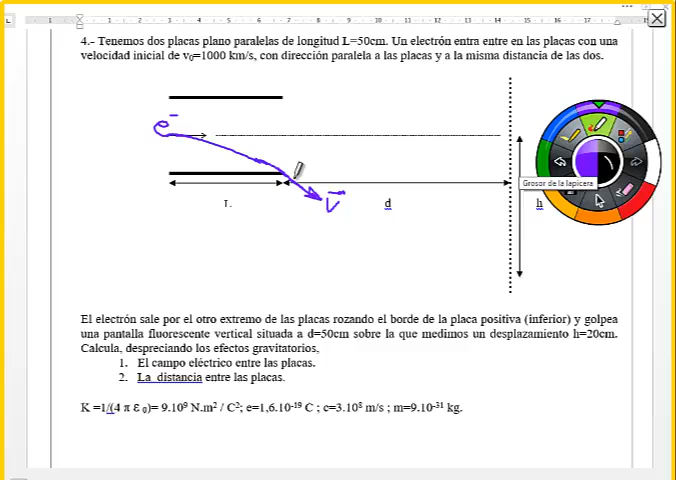 4.- Tenemos dos placas plano paralelas de longitud L=50cm. Un electrón entra entre en las placas con una
velocidad inicial de v0=1000 km/s, con dirección paralela a las placas y a la misma distancia de las dos.
e-
V
L
d
h
Grosor de la lapicera
El electrón sale por el otro extremo de las placas rozando el borde de la placa positiva (inferior) y golpea
una pantalla fluorescente vertical situada a d=50cm sobre la que medimos un desplazamiento h=20cm.
Calcula, despreciando los efectos gravitatorios,
1. El campo eléctrico entre las placas.
2. La distancia entre las placas.
K =1/(4 π ε 0)= 9.10⁹ N.m² / C²; e=1,6.10⁻¹⁹ C ; c=3.10⁸ m/s ; m=9.10⁻³¹ kg.